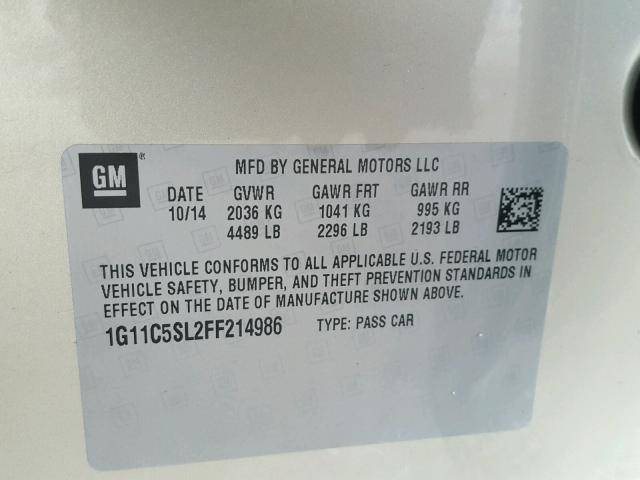 GM® MFD BY GENERAL MOTORS LLC
DATE GVWR GAWR FRT GAWR RR
10/14 2036 KG 1041 KG 995 KG
4489 LB 2296 LB 2193 LB
THIS VEHICLE CONFORMS TO ALL APPLICABLE U.S. FEDERAL MOTOR
VEHICLE SAFETY, BUMPER, AND THEFT PREVENTION STANDARDS IN
EFFECT ON THE DATE OF MANUFACTURE SHOWN ABOVE.
1G11C5SL2FF214986 TYPE: PASS CAR